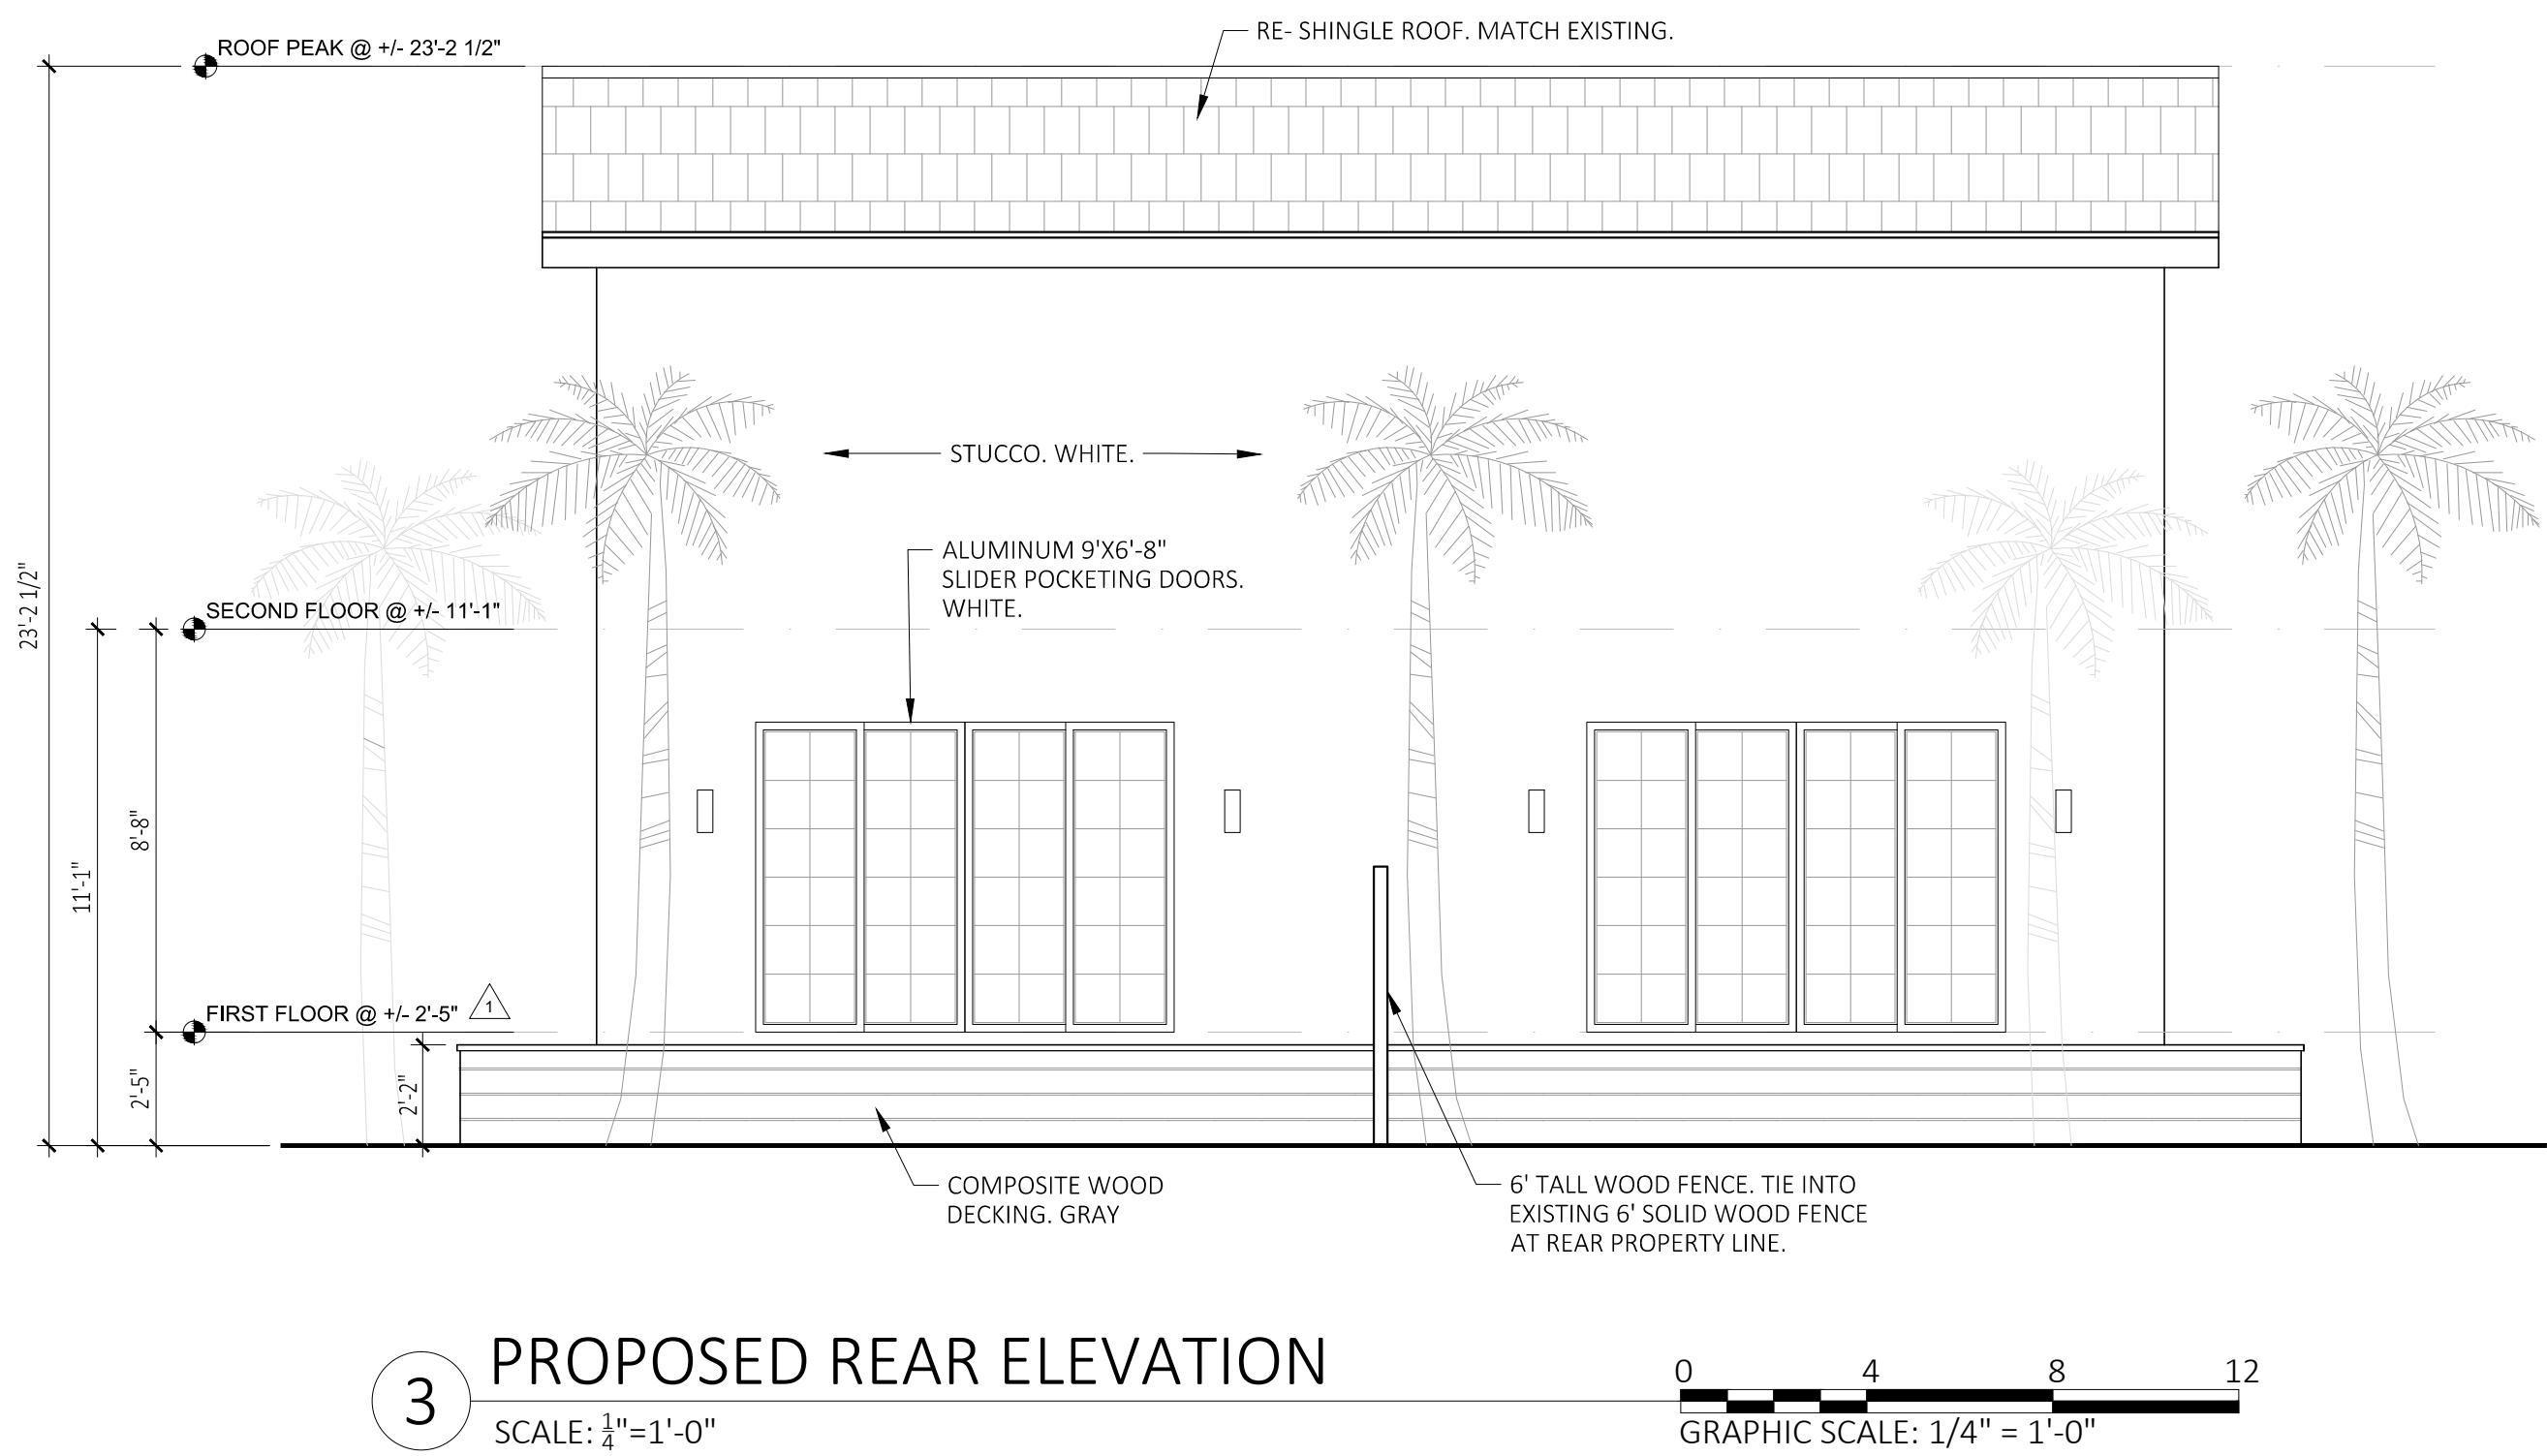 RE- SHINGLE ROOF. MATCH EXISTING.
ROOF PEAK @ +/- 23'-2 1/2"
STUCCO. WHITE.
ALUMINUM 9'X6'-8"
SLIDER POCKETING DOORS.
WHITE.
SECOND FLOOR @ +/- 11'-1"
23'-2 1/2"
11'-1"
8'-8"
FIRST FLOOR @ +/- 2'-5"
1
2'-5"
2'-2"
COMPOSITE WOOD
DECKING. GRAY
6' TALL WOOD FENCE. TIE INTO
EXISTING 6' SOLID WOOD FENCE
AT REAR PROPERTY LINE.
3
PROPOSED REAR ELEVATION
SCALE: 1/4"=1'-0"
0 4 8 12
GRAPHIC SCALE: 1/4" = 1'-0"